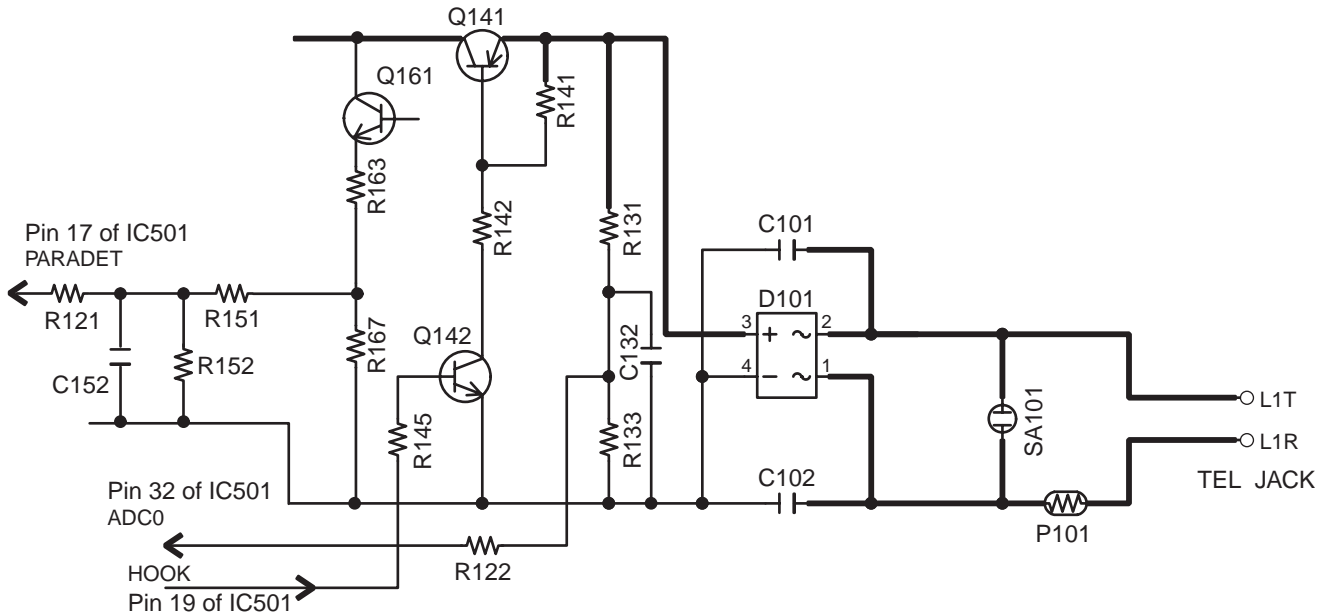 Q141
Q161
R141
R163
R142
R131
C101
Pin 17 of IC501
PARADET
D101
3
+
~
2
R121
R151
R167
Q142
C132
4
−
~
1
C152
R152
R145
R133
SA101
L1T
L1R
TEL JACK
C102
P101
Pin 32 of IC501
ADC0
R122
HOOK
Pin 19 of IC501